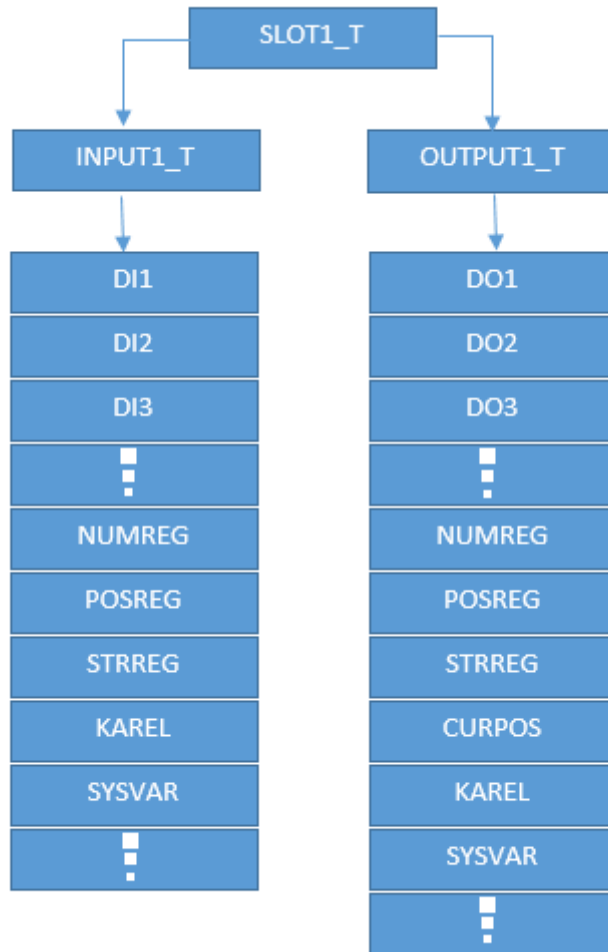 SLOT1_T
INPUT1_T
OUTPUT1_T
DI1
DI2
DI3
NUMREG
POSREG
STRREG
KAREL
SYSVAR
DO1
DO2
DO3
NUMREG
POSREG
STRREG
CURPOS
KAREL
SYSVAR